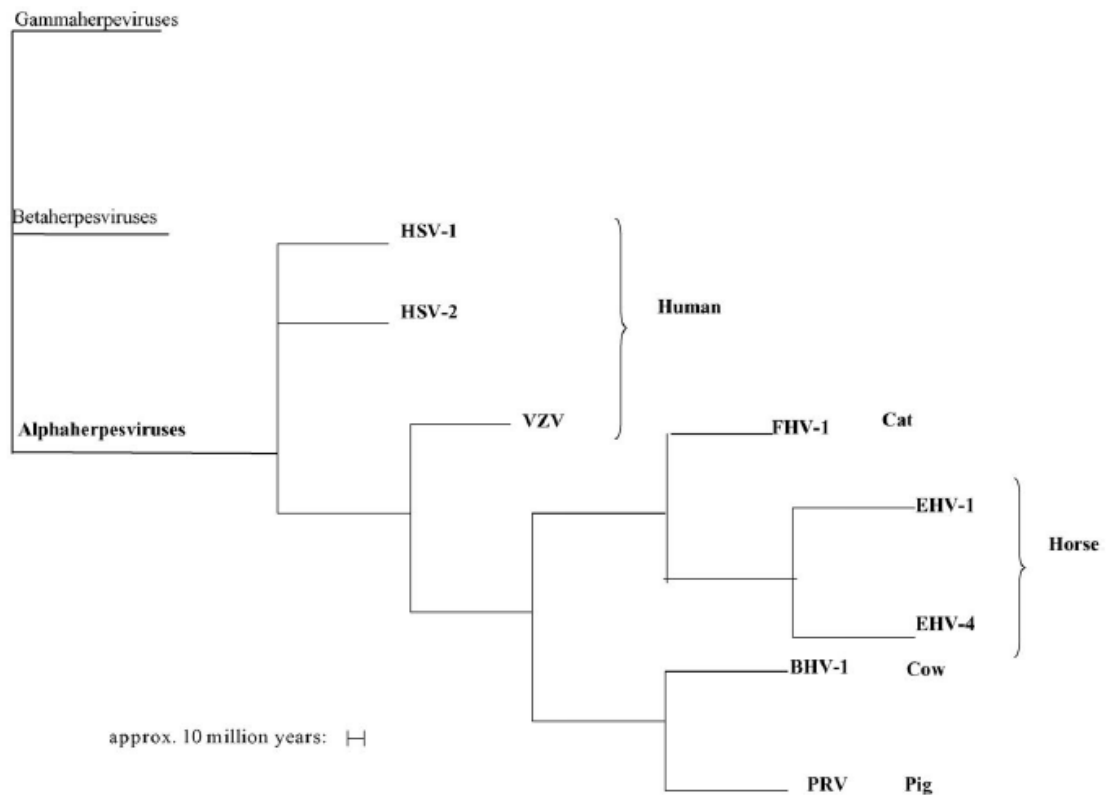 Gammaherpeviruses
Betaherpesviruses
HSV-1
HSV-2
Human
VZV
Alphaherpesviruses
FHV-1 Cat
EHV-1
Horse
EHV-4
BHV-1 Cow
approx. 10 million years:
PRV Pig